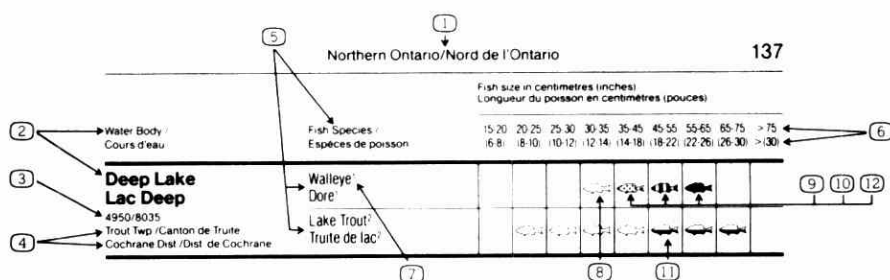 1
5
Northern Ontario/Nord de l'Ontario
137
Fish size in centimetres (inches)
Longueur du poisson en centimètres (pouces)
2
Water Body /
Cours d'eau
Fish Species /
Espèces de poisson
15-20 20-25 25-30 30-35 35-45 45-55 55-65 65-75 >75
(6-8) (8-10) (10-12) (12-14) (14-18) (18-22) (22-26) (26-30) >(30)
6
Deep Lake
Lac Deep
Walleye¹
Dore¹
3
4950/8035
9 10 12
4
Trout Twp /Canton de Truite
Cochrane Dist /Dist de Cochrane
Lake Trout²
Truite de lac²
7
8
11